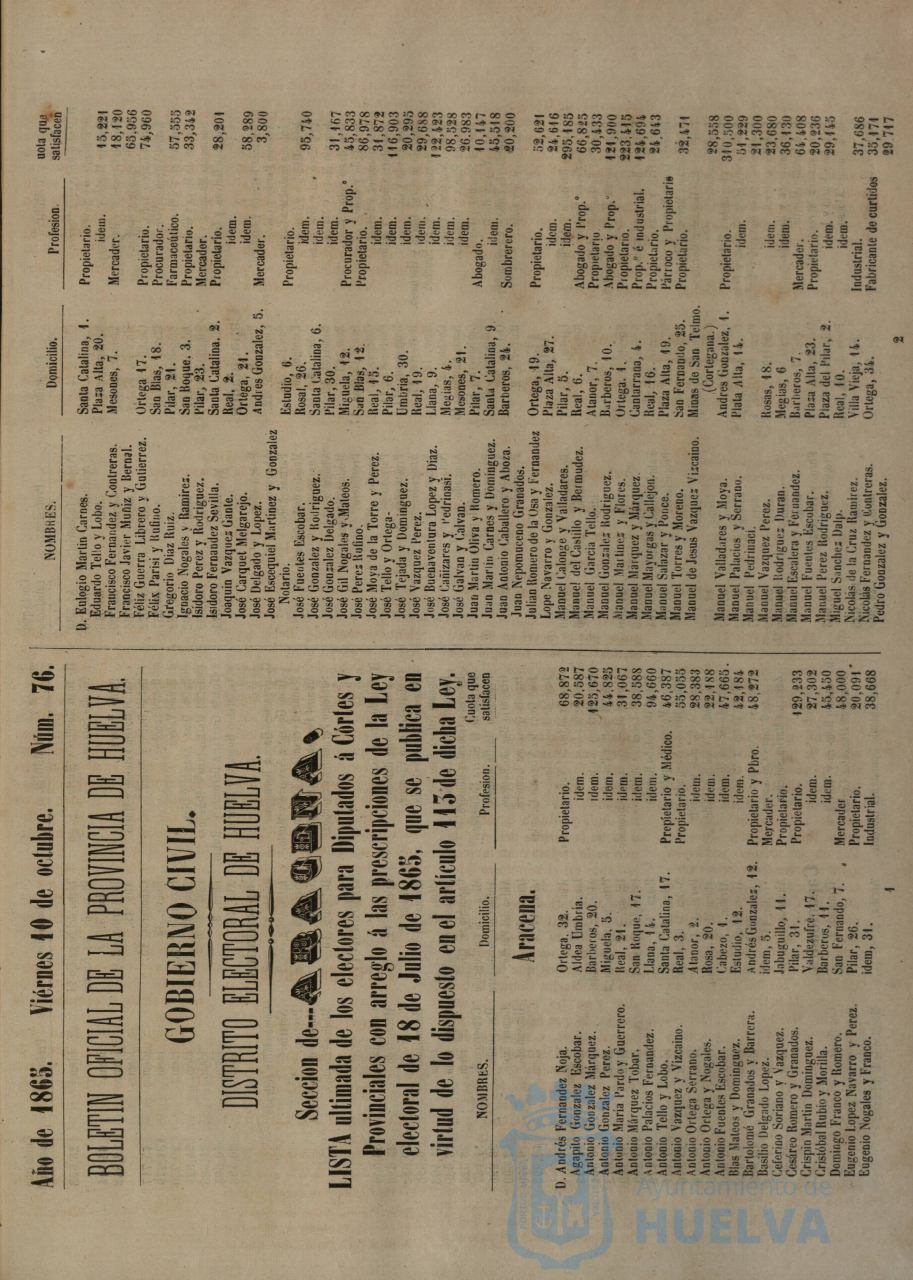 Año de 1865. Viérnes 10 de octubre. Núm. 76.
BOLETIN OFICIAL DE LA PROVINCIA DE HUELVA.
GOBIERNO CIVIL.
DISTRITO ELECTORAL DE HUELVA.
Seccion de---ARACENA.
LISTA ultimada de los electores para Diputados á Córtes y
Provinciales con arreglo á las prescripciones de la Ley
electoral de 18 de Julio de 1865, que se publica en
virtud de lo dispuesto en el artículo 115 de dicha Ley.
NOMBRES. Domicilio. Profesion. Cuota que satisfacen
Aracena.
D. Andrés Fernandez Noja. Ortega, 32. Propietario. 68,872
Agapito Gonzalez Escobar. Aldea Umbría. idem. 20,587
Antonio Gonzalez Márquez. Barberos, 20. idem. 125,670
Antonio Gonzalez Perez. Miguela, 5. idem. 44,825
Antonio Maria Pardo y Guerrero. Real, 21. idem. 31,067
Antonio Márquez Tobar. San Roque, 17. idem. 38,588
Antonio Palacios Fernandez. Llana, 14. idem. 94,660
Antonio Tello y Lobo. Santa Catalina, 17. Prepietario y Médico. 46,387
Antonio Vazquez y Vizcaino. Real, 3. Propietario. 55,055
Antonio Ortega Serrano. Atanor, 2. idem. 28,383
Antonio Ortega y Nogales. Rosa, 20. idem. 22,188
Antonio Fuentes Escobar. Cabezo, 1. idem. 47,665
Blas Mateos y Dominguez. Estudio, 12. idem. 42,184
Bartolomé Granados y Barrera. Andrés Gonzalez, 12. Propietario y Pbro. 48,272
Basilio Delgado Lopez. idem, 5. Mercader.
Ceferino Soriano y Vazquez. Jabuguillo, 11. Propietario.
Cesáreo Romero y Granados. Pilar, 31. Propietario. 129,233
Crispin Martin Dominguez. Valdezufre, 17. idem. 27,302
Cristóbal Rubio y Morilla. Barberos, 11. idem. 45,450
Domingo Franco y Romero. San Fernando, 7. Mercader 48,000
Eugenio Lopez Navarro y Perez. Pilar, 26. Propietario. 20,091
Eugenio Nogales y Franco. idem, 31. Industrial. 38,668
1
NOMBRES. Domicilio. Profesion. uota que satisfacen
D. Eulogio Martin Carnes. Santa Catalina, 1. Propietario.
Eduardo Tello y Lobo. Plaza Alta, 20. idem. 15,221
Francisco Fernandez y Contreras. Mesones, 7. Mercader. 18,120
Francisco Javier Muñiz y Bernal. 65,956
Féliz Guerra Librero y Gutierrez. Ortega 17. Propietario. 74,960
Félix Parisi y Rufino. San Blas, 18. Procurador.
Gregorio Diaz Ruiz. Pilar, 21. Farmaceútico. 57,555
Ignacio Nogales y Ramirez. San Roque, 3. Propietario. 33,342
Isidoro Perez y Rodriguez. Pilar, 23. Mercader.
Isidoro Fernandez Sevilla. Santa Catalina, 2. Propietario. 28,201
Joaquin Vazquez Gante. Real, 2. idem.
José Carquet Melgarejo. Ortega, 21. idem. 58,289
José Delgado y Lopez. Andres Gonzalez, 5. Mercader. 3,800
José Escequiel Martinez y Gonzalez
Notario. Estudio, 6. Propietario.
José Fuentes Escobar. Rosal, 26. idem. 95,740
José Gonzalez y Rodriguez. Santa Catalina, 6. idem.
José Gonzalez Delgado. Pilar, 30. idem. 31,167
José Gil Nogales y Mateos. Miguela, 12. Procurador y Prop.º 45,833
José Perez Rufino. San Blas, 12. Propietario. 86,978
José Moya de la Torre y Perez. Real, 15. idem. 31,872
José Tello y Ortega. Pilar, 6. idem. 116,903
José Tejada y Dominguez. Umbria, 30. idem. 20,295
José Vazquez Perez. Real, 19. idem. 29,688
José Buenaventura Lopez y Diaz. Llana, 9. idem. 122,423
José Cañizares y Pedrinasi. Megias, 4. idem. 98,528
José Galvan y Galvan. Mesones, 21. idem. 26,983
Juan Martin Oliva y Romero. Pilar, 7. Abogado. 10,147
Juan Martin Carnes y Dominguez. Santa Catalina, 9 idem. 45,518
Juan Antonio Caballero y Aboza. Barberos, 24. Sombrerero. 20,200
Juan Nepomuceno Granados.
Julian Romero de la Osa y Fernandez Ortega, 19. Propietario. 52,621
Lope Navarro y Gonzalez. Plaza Alta, 27. idem. 24,616
Manuel Calonge y Valladares. Pilar, 5. idem. 295,185
Manuel del Castillo y Bermudez. Real, 6. Abogado y Prop.º 66,825
Manuel Garcia Tello. Atanor, 7. Propietario 30,433
Manuel Gonzalez Rodriguez. Barberos, 10. Abogado y Prop.º 121,900
Manuel Martinez y Flores. Ortega 1. Propietario. 223,415
Manuel Marquez y Márquez. Cantarrana, 4. Prop.º é industrial. 124,694
Manuel Mayorgas y Callejon. Real, 16. Propietario. 24,643
Manuel Salazar y Ponce. Plaza Alta, 19. Párroco y Propietario
Manuel Torres y Moreno. San Fernando, 25. Propietario. 32,471
Manuel de Jesus Vazquez Vizcaino. Minas de San Telmo.
(Cortegana.)
Manuel Valladares y Moya. Andres Gonzalez, 1. Propietario. 28,558
Manuel Palacios y Serrano. Plata Alta, 14. idem. 310,500
Manuel Pedrinaci. 51,229
Manuel Vazquez Perez. Rosas, 18. idem. 21,300
Manuel Rodriguez Duran. Megias, 6 idem. 23,680
Manuel Escalera y Fernandez. Barberos, 7. Mercader. 36,130
Manuel Fuentes Escobar. Plaza Alta, 23. Propietario. 64,408
Manuel Perez Rodriguez. Plaza del Pilar, 2. idem. 20,236
Miguel Sanchez Dalp. Real, 10. idem. 29,145
Nicolás de la Cruz Ramirez. Villa Vieja, 14. Industrial.
Nicolás Fernandez y Contreras. Ortega, 34. Fabricante de curtidos 37,686
Pedro Gonzalez y Gonzalez. 35,171
29,717
2
Ayuntamiento de
HUELVA